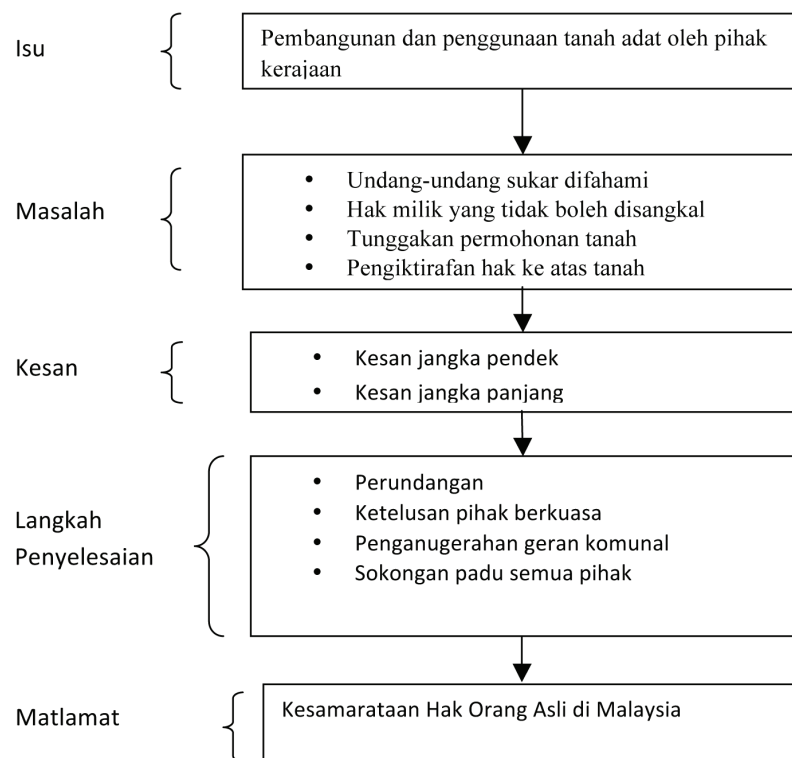 Isu
Pembangunan dan penggunaan tanah adat oleh pihak
kerajaan
Masalah
• Undang-undang sukar difahami
• Hak milik yang tidak boleh disangkal
• Tunggakan permohonan tanah
• Pengiktirafan hak ke atas tanah
Kesan
• Kesan jangka pendek
• Kesan jangka panjang
Langkah
Penyelesaian
• Perundangan
• Ketelusan pihak berkuasa
• Penganugerahan geran komunal
• Sokongan padu semua pihak
Matlamat
Kesamarataan Hak Orang Asli di Malaysia